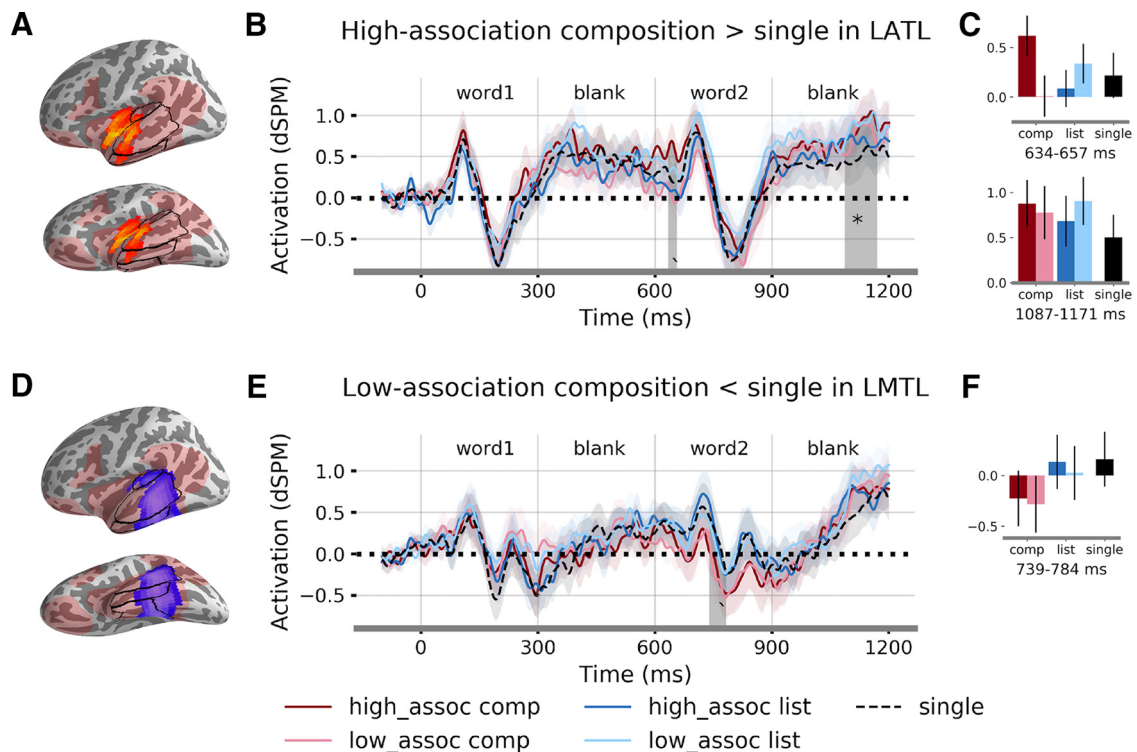 A
B
High-association composition > single in LATL
C
word1
blank
word2
blank
Activation (dSPM)
1.0
0.5
0.0
−0.5
*
0
300
600
900
1200
Time (ms)
0.5
0.0
comp
list
single
634-657 ms
1.0
0.5
0.0
comp
list
single
1087-1171 ms
D
E
Low-association composition < single in LMTL
F
word1
blank
word2
blank
Activation (dSPM)
1.0
0.5
0.0
−0.5
0
300
600
900
1200
Time (ms)
0.0
−0.5
comp
list
single
739-784 ms
high_assoc comp
high_assoc list
single
low_assoc comp
low_assoc list